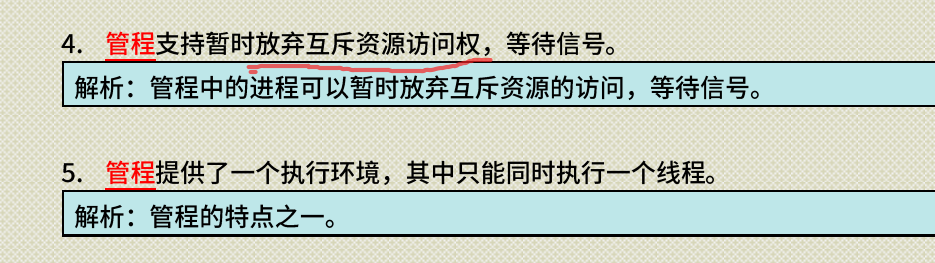 4. 管程支持暂时放弃互斥资源访问权，等待信号。
解析：管程中的进程可以暂时放弃互斥资源的访问，等待信号。
5. 管程提供了一个执行环境，其中只能同时执行一个线程。
解析：管程的特点之一。